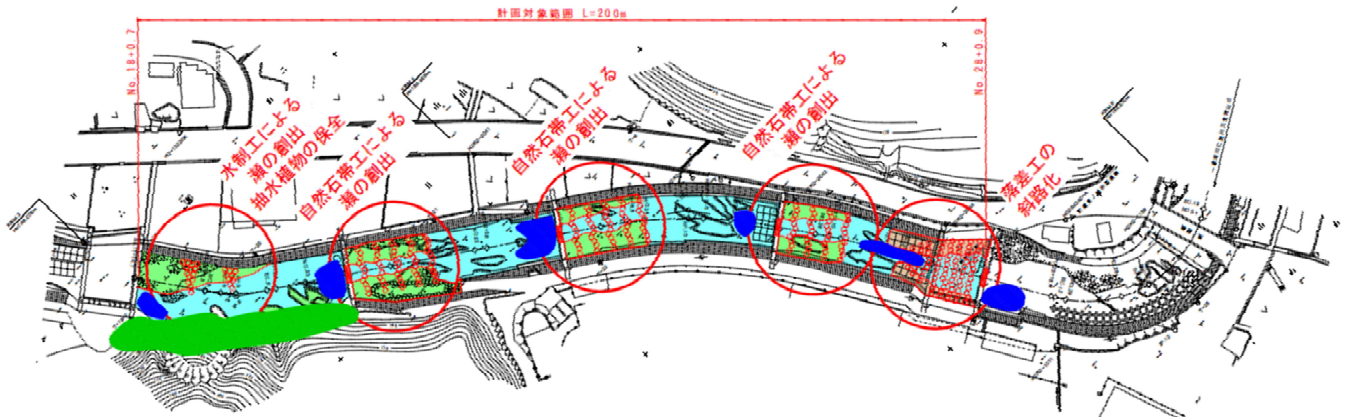 計画対象範囲 L=200m
No.18+0.7
No.28+0.9
水制工による
瀬の創出
抽水植物の保全
自然石帯工による
瀬の創出
自然石帯工による
瀬の創出
自然石帯工による
瀬の創出
落差工の
斜路化